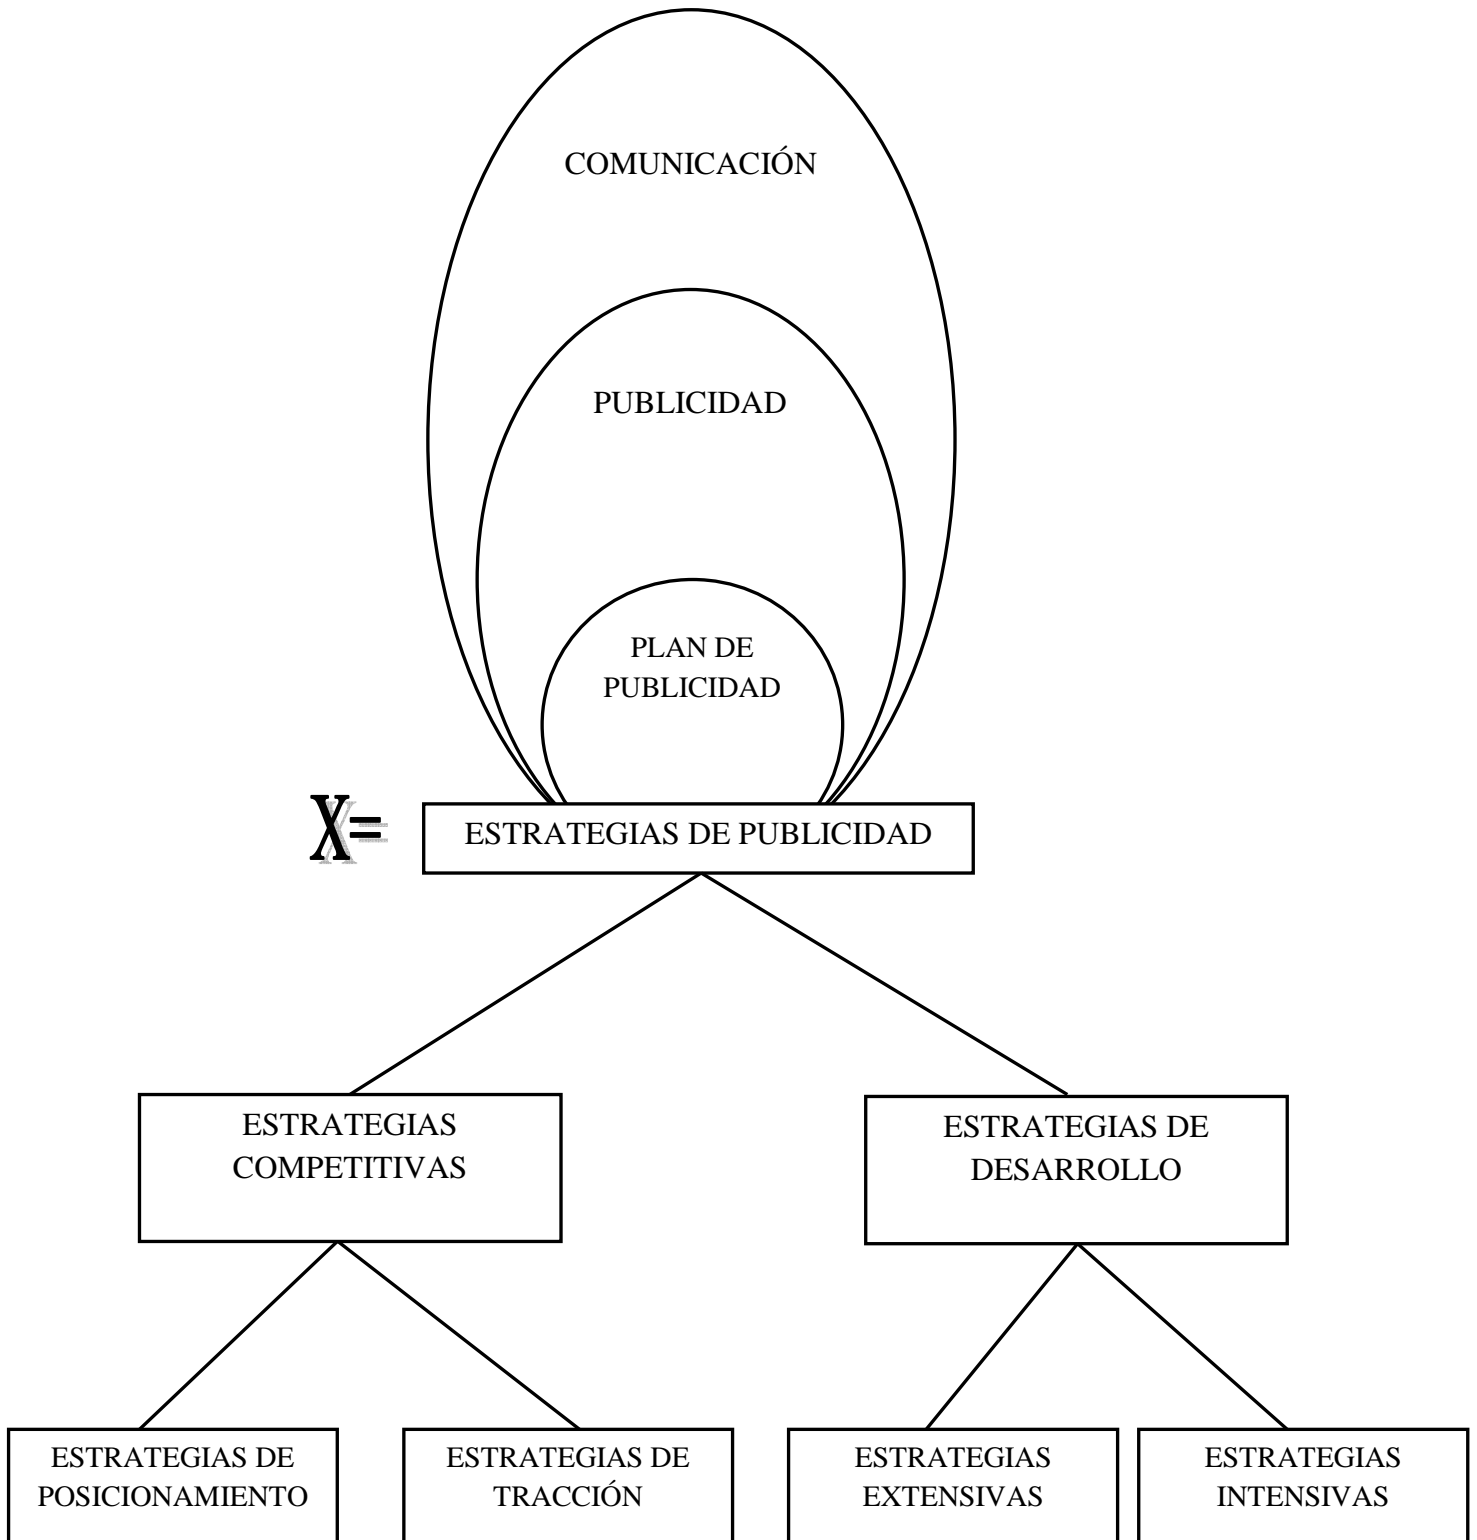 COMUNICACIÓN
PUBLICIDAD
PLAN DE
PUBLICIDAD
X=
ESTRATEGIAS DE PUBLICIDAD
ESTRATEGIAS
COMPETITIVAS
ESTRATEGIAS DE
DESARROLLO
ESTRATEGIAS DE
POSICIONAMIENTO
ESTRATEGIAS DE
TRACCIÓN
ESTRATEGIAS
EXTENSIVAS
ESTRATEGIAS
INTENSIVAS